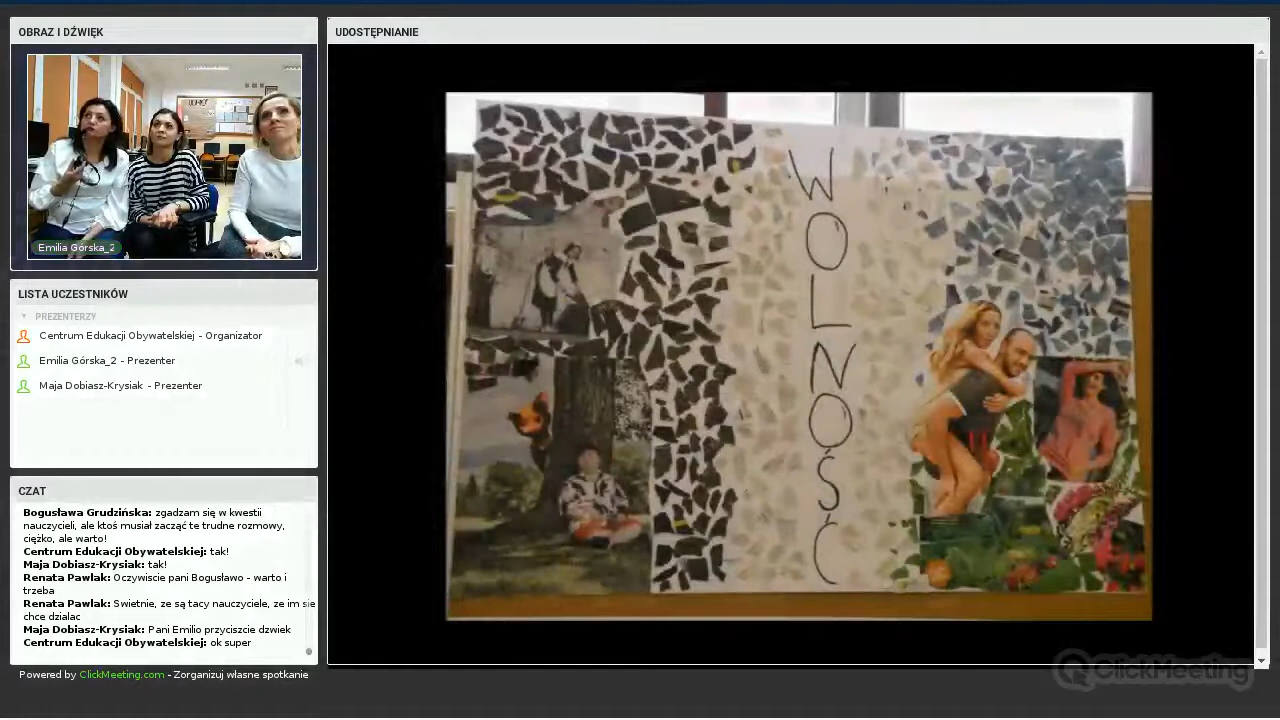 OBRAZ I DŹWIĘK
Emilia Górska_2
LISTA UCZESTNIKÓW
PREZENTERZY
Centrum Edukacji Obywatelskiej - Organizator
Emilia Górska_2 - Prezenter
Maja Dobiasz-Krysiak - Prezenter
CZAT
Bogusława Grudzińska: zgadzam się w kwestii
nauczycieli, ale ktoś musiał zacząć te trudne rozmowy,
ciężko, ale warto!
Centrum Edukacji Obywatelskiej: tak!
Maja Dobiasz-Krysiak: tak!
Renata Pawlak: Oczywiscie pani Bogusławo - warto i
trzeba
Renata Pawlak: Swietnie, ze są tacy nauczyciele, ze im sie
chce dzialac
Maja Dobiasz-Krysiak: Pani Emilio przyciszcie dzwiek
Centrum Edukacji Obywatelskiej: ok super
Powered by ClickMeeting.com - Zorganizuj własne spotkanie
UDOSTĘPNIANIE
W
O
L
N
O
Ś
Ć
ClickMeeting